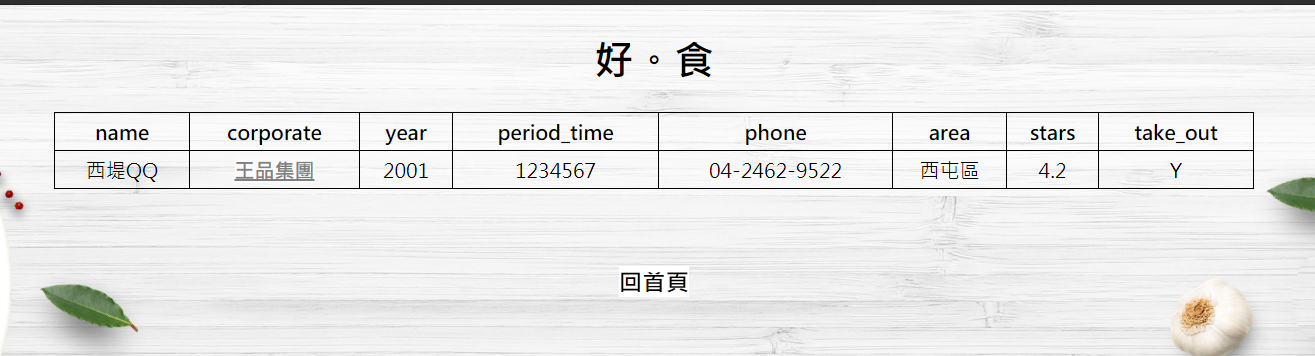 好。食
name corporate year period_time phone area stars take_out
西堤QQ 王品集團 2001 1234567 04-2462-9522 西屯區 4.2 Y
回首頁